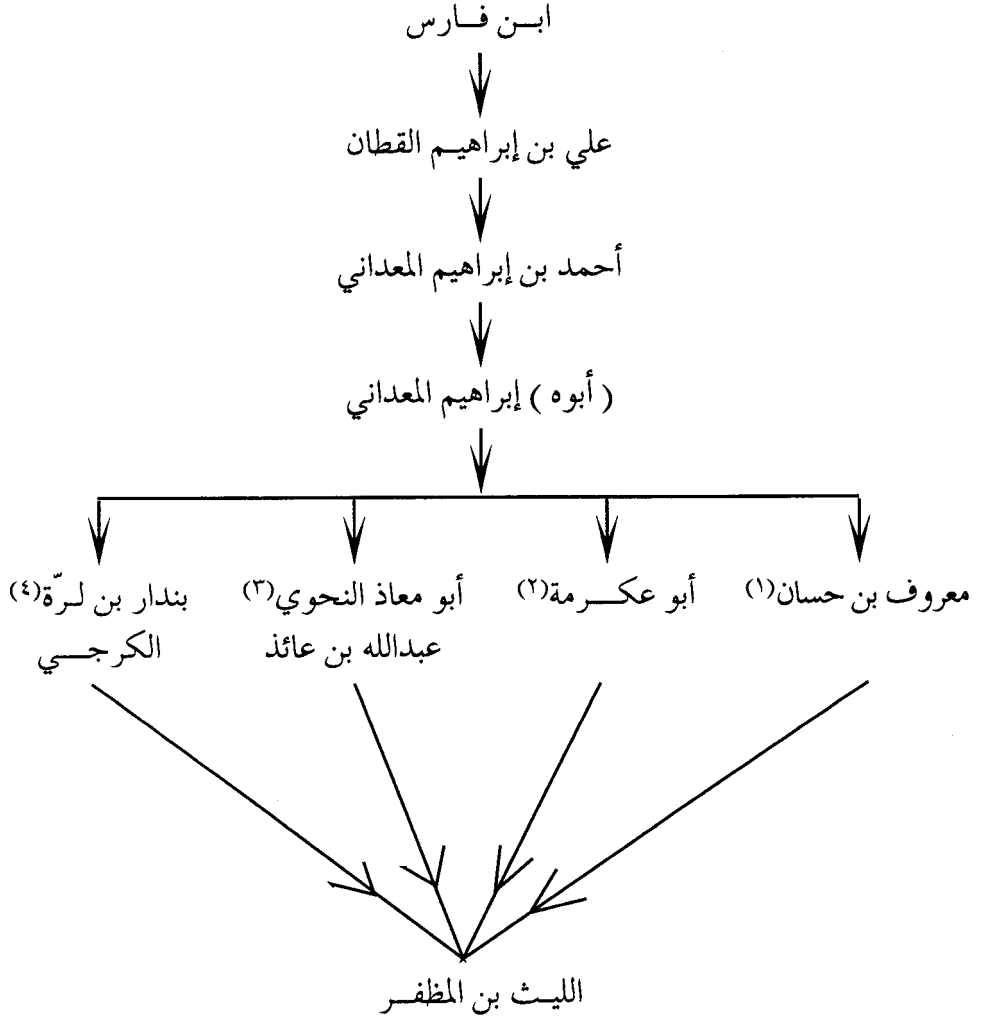 ابن فارس
علي بن إبراهيم القطان
أحمد بن إبراهيم المعداني
( أبوه ) إبراهيم المعداني
معروف بن حسان(١)
أبو عكرمة(٢)
أبو معاذ النحوي(٣)
عبدالله بن عائذ
بندار بن لرّة(٤)
الكرجي
الليث بن المظفر